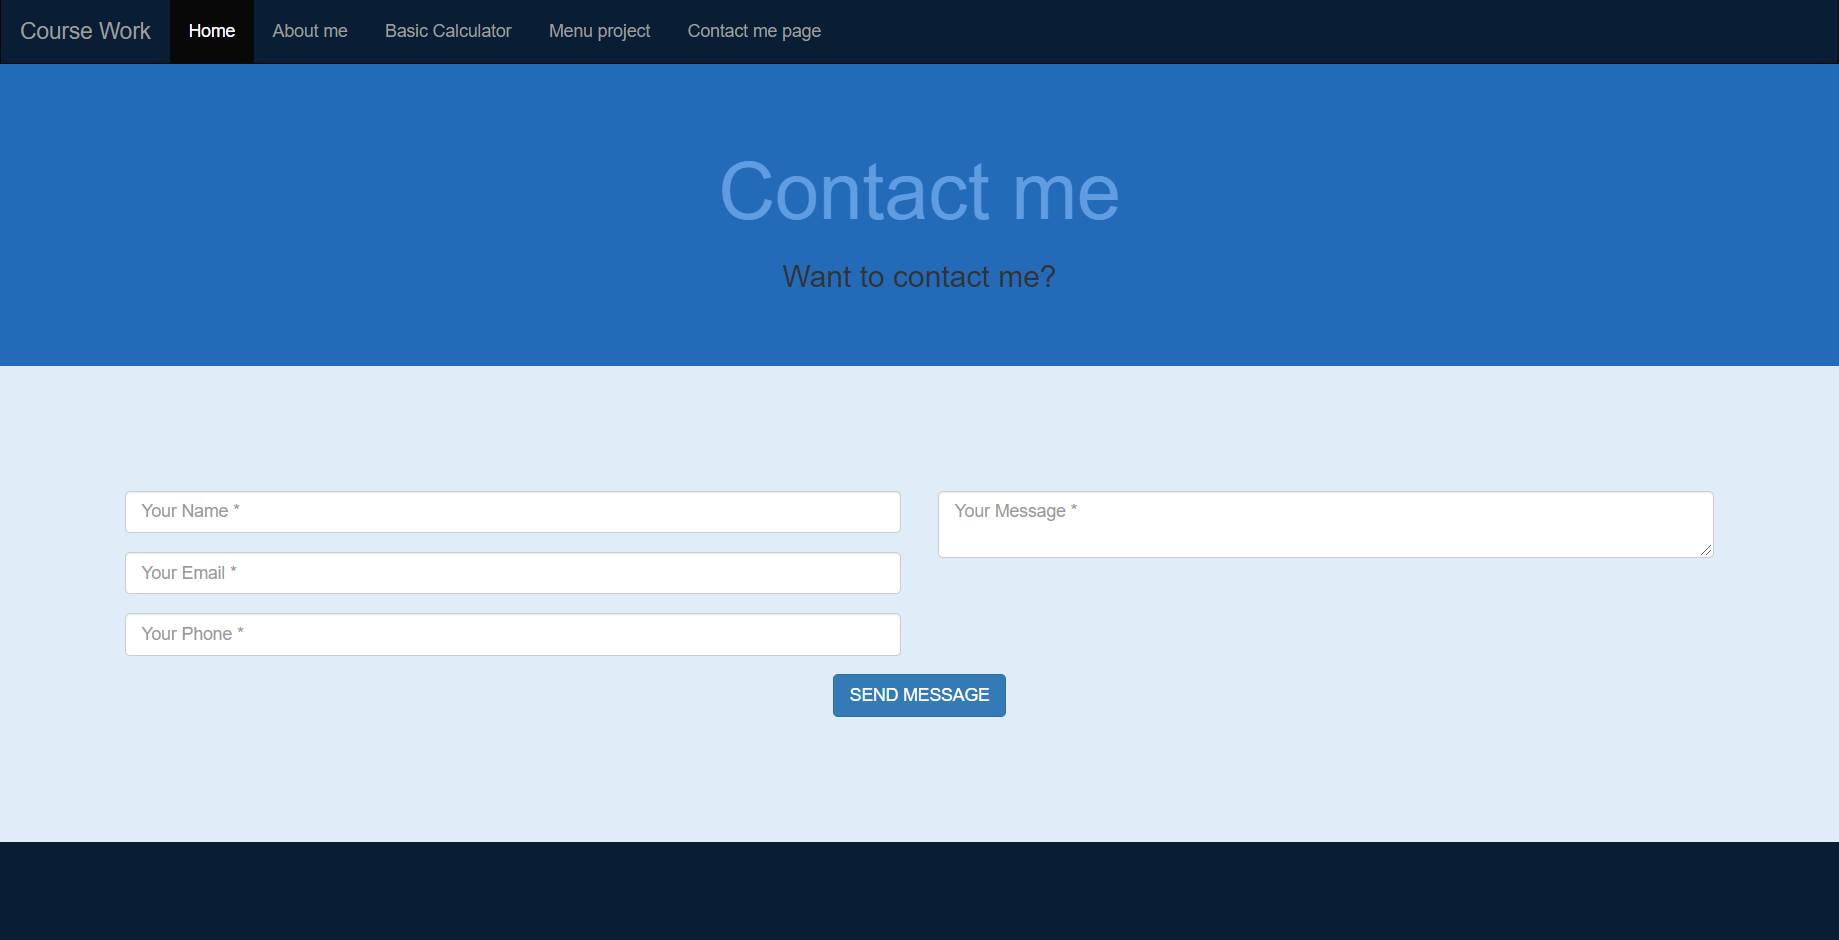 Course Work Home About me Basic Calculator Menu project Contact me page
Contact me
Want to contact me?
Your Name *
Your Email *
Your Phone *
Your Message *
SEND MESSAGE